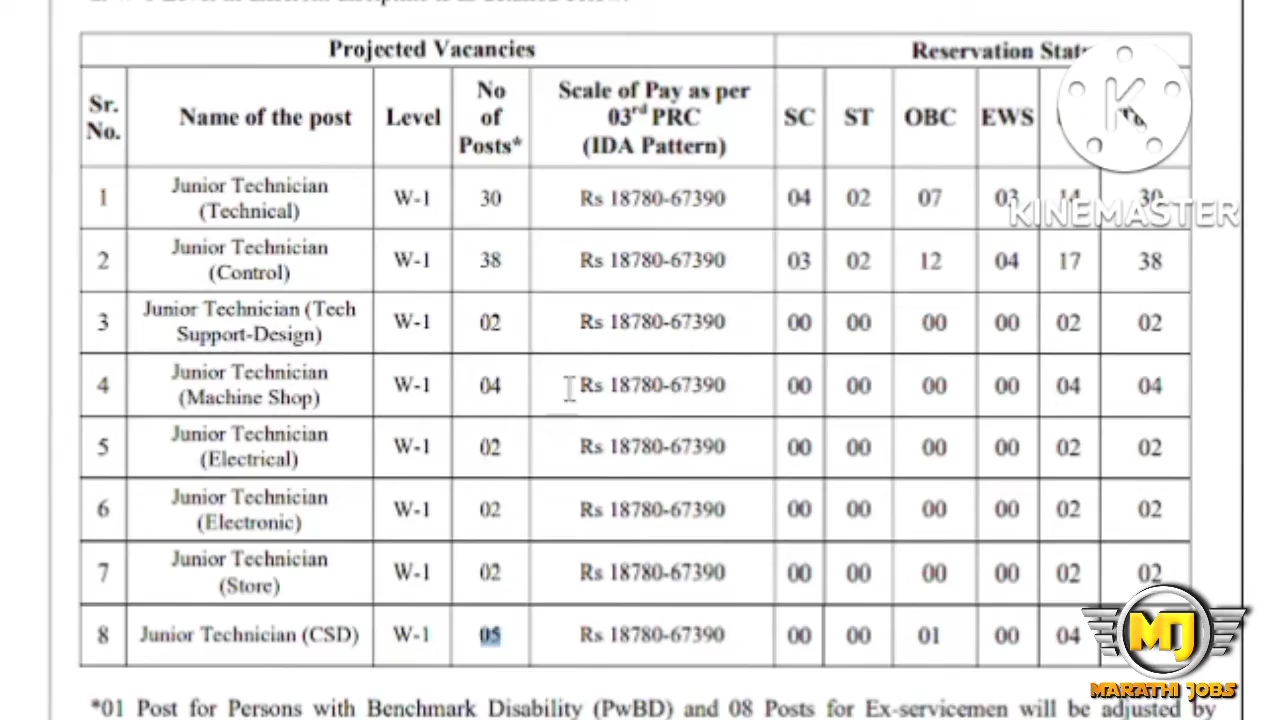 Projected Vacancies Reservation
Sr. No. Name of the post Level No of Posts* Scale of Pay as per 03rd PRC (IDA Pattern) SC ST OBC EWS
1 Junior Technician (Technical) W-1 30 Rs 18780-67390 04 02 07 03 14 30
2 Junior Technician (Control) W-1 38 Rs 18780-67390 03 02 12 04 17 38
3 Junior Technician (Tech Support-Design) W-1 02 Rs 18780-67390 00 00 00 00 02 02
4 Junior Technician (Machine Shop) W-1 04 Rs 18780-67390 00 00 00 00 04 04
5 Junior Technician (Electrical) W-1 02 Rs 18780-67390 00 00 00 00 02 02
6 Junior Technician (Electronic) W-1 02 Rs 18780-67390 00 00 00 00 02 02
7 Junior Technician (Store) W-1 02 Rs 18780-67390 00 00 00 00 02 02
8 Junior Technician (CSD) W-1 05 Rs 18780-67390 00 00 01 00 04
*01 Post for Persons with Benchmark Disability (PwBD) and 08 Posts for Ex-servicemen will be adjusted by
K
KINEMASTER
MJ
MARATHI JOBS